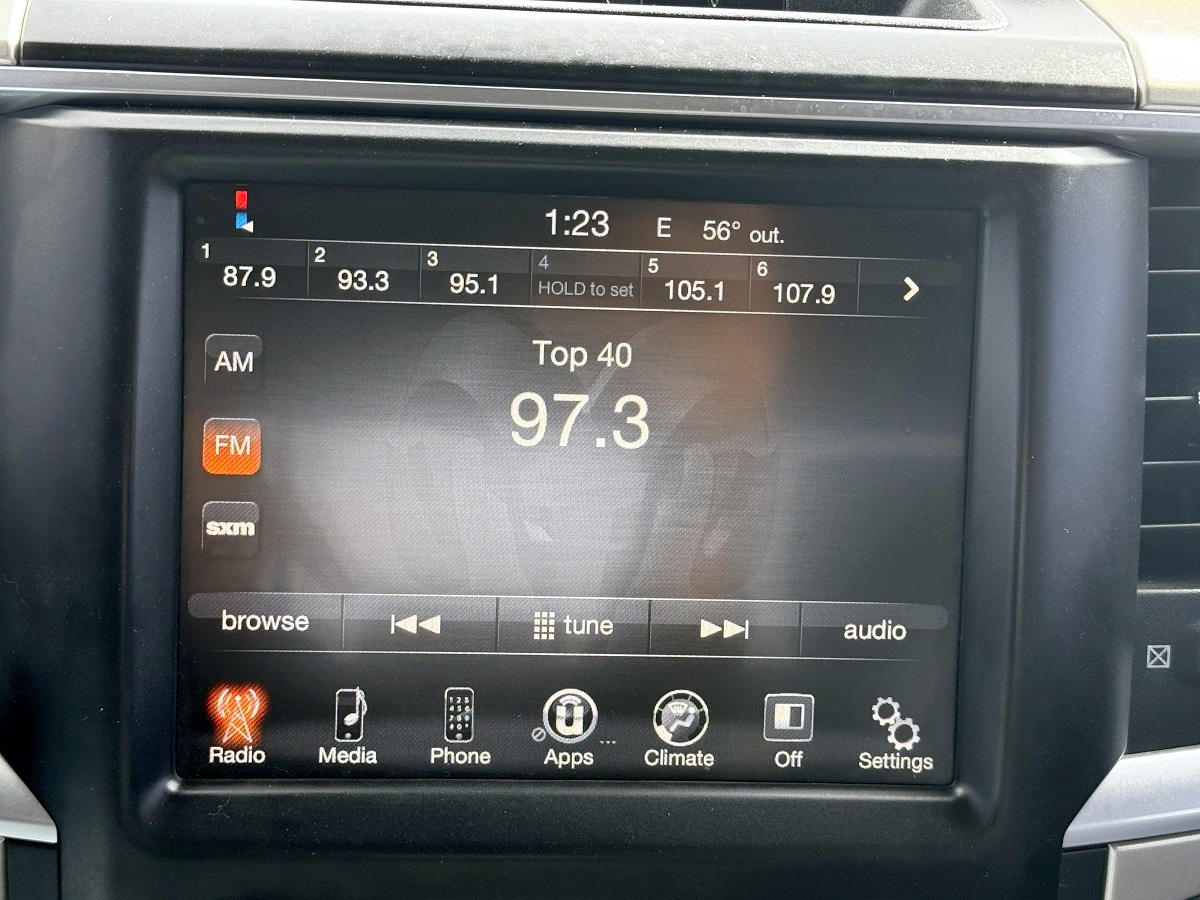 1:23 E 56° out.
1 87.9 2 93.3 3 95.1 4 HOLD to set 5 105.1 6 107.9
AM
Top 40
97.3
FM
sxm
browse tune audio
Radio Media Phone Apps Climate Off Settings